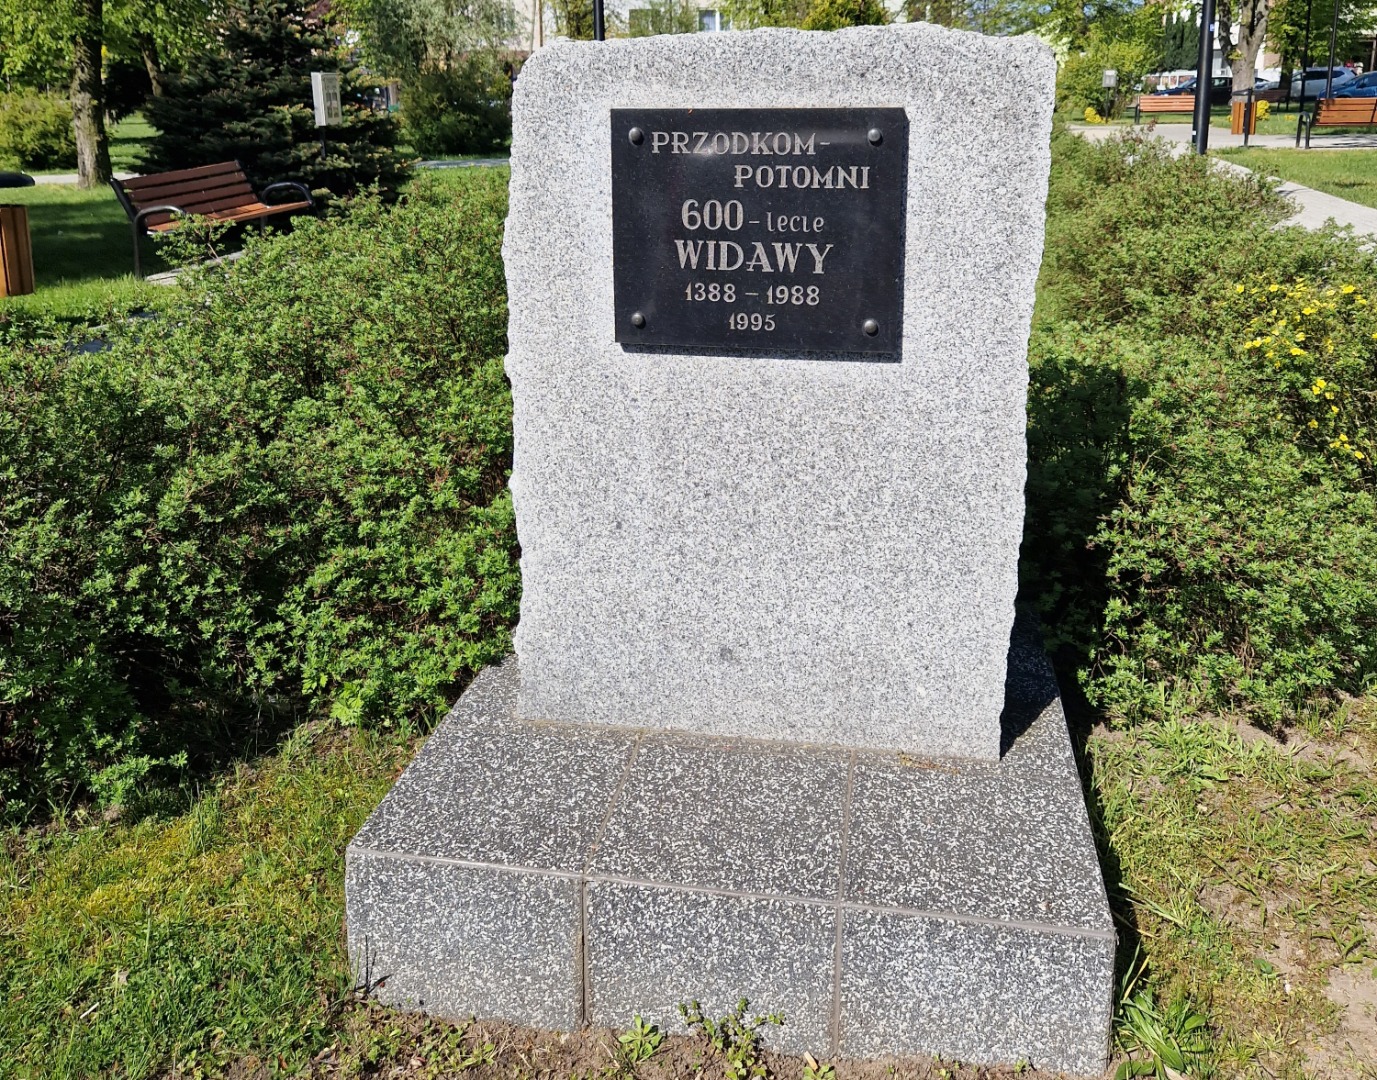 PRZODKOM-
POTOMNI
600-lecie
WIDAWY
1388-1988
1995